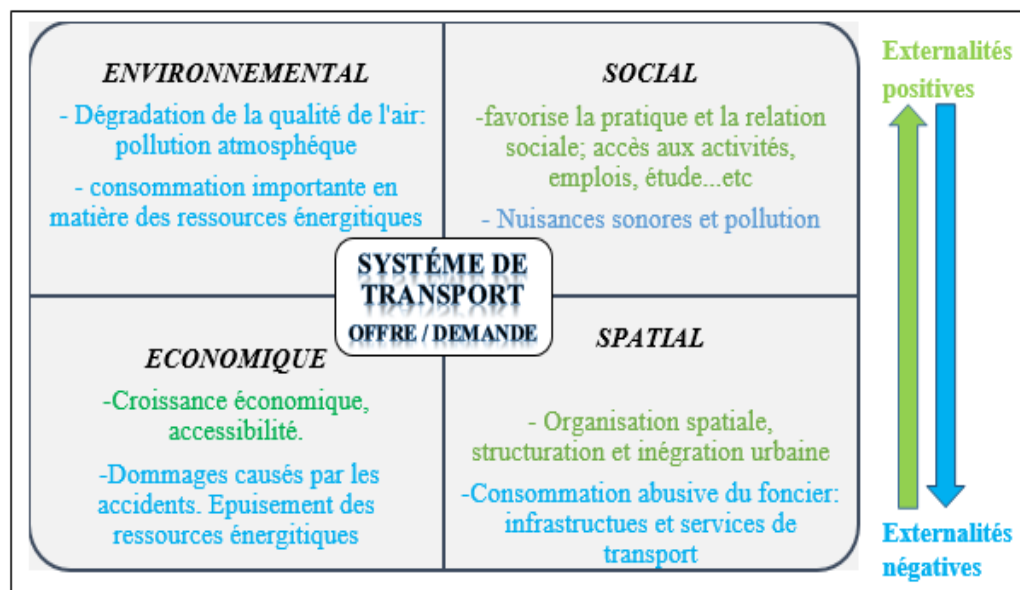 ENVIRONNEMENTAL
- Dégradation de la qualité de l'air:
pollution atmosphéque
- consommation importante en
matière des ressources énergitiques
SOCIAL
-favorise la pratique et la relation
sociale; accès aux activités,
emplois, étude...etc
- Nuisances sonores et pollution
SYSTÉME DE
TRANSPORT
OFFRE / DEMANDE
ECONOMIQUE
-Croissance économique,
accessibilité.
-Dommages causés par les
accidents. Epuisement des
ressources énergitiques
SPATIAL
- Organisation spatiale,
structuration et inégration urbaine
-Consommation abusive du foncier:
infrastructues et services de
transport
Externalités
positives
Externalités
négatives